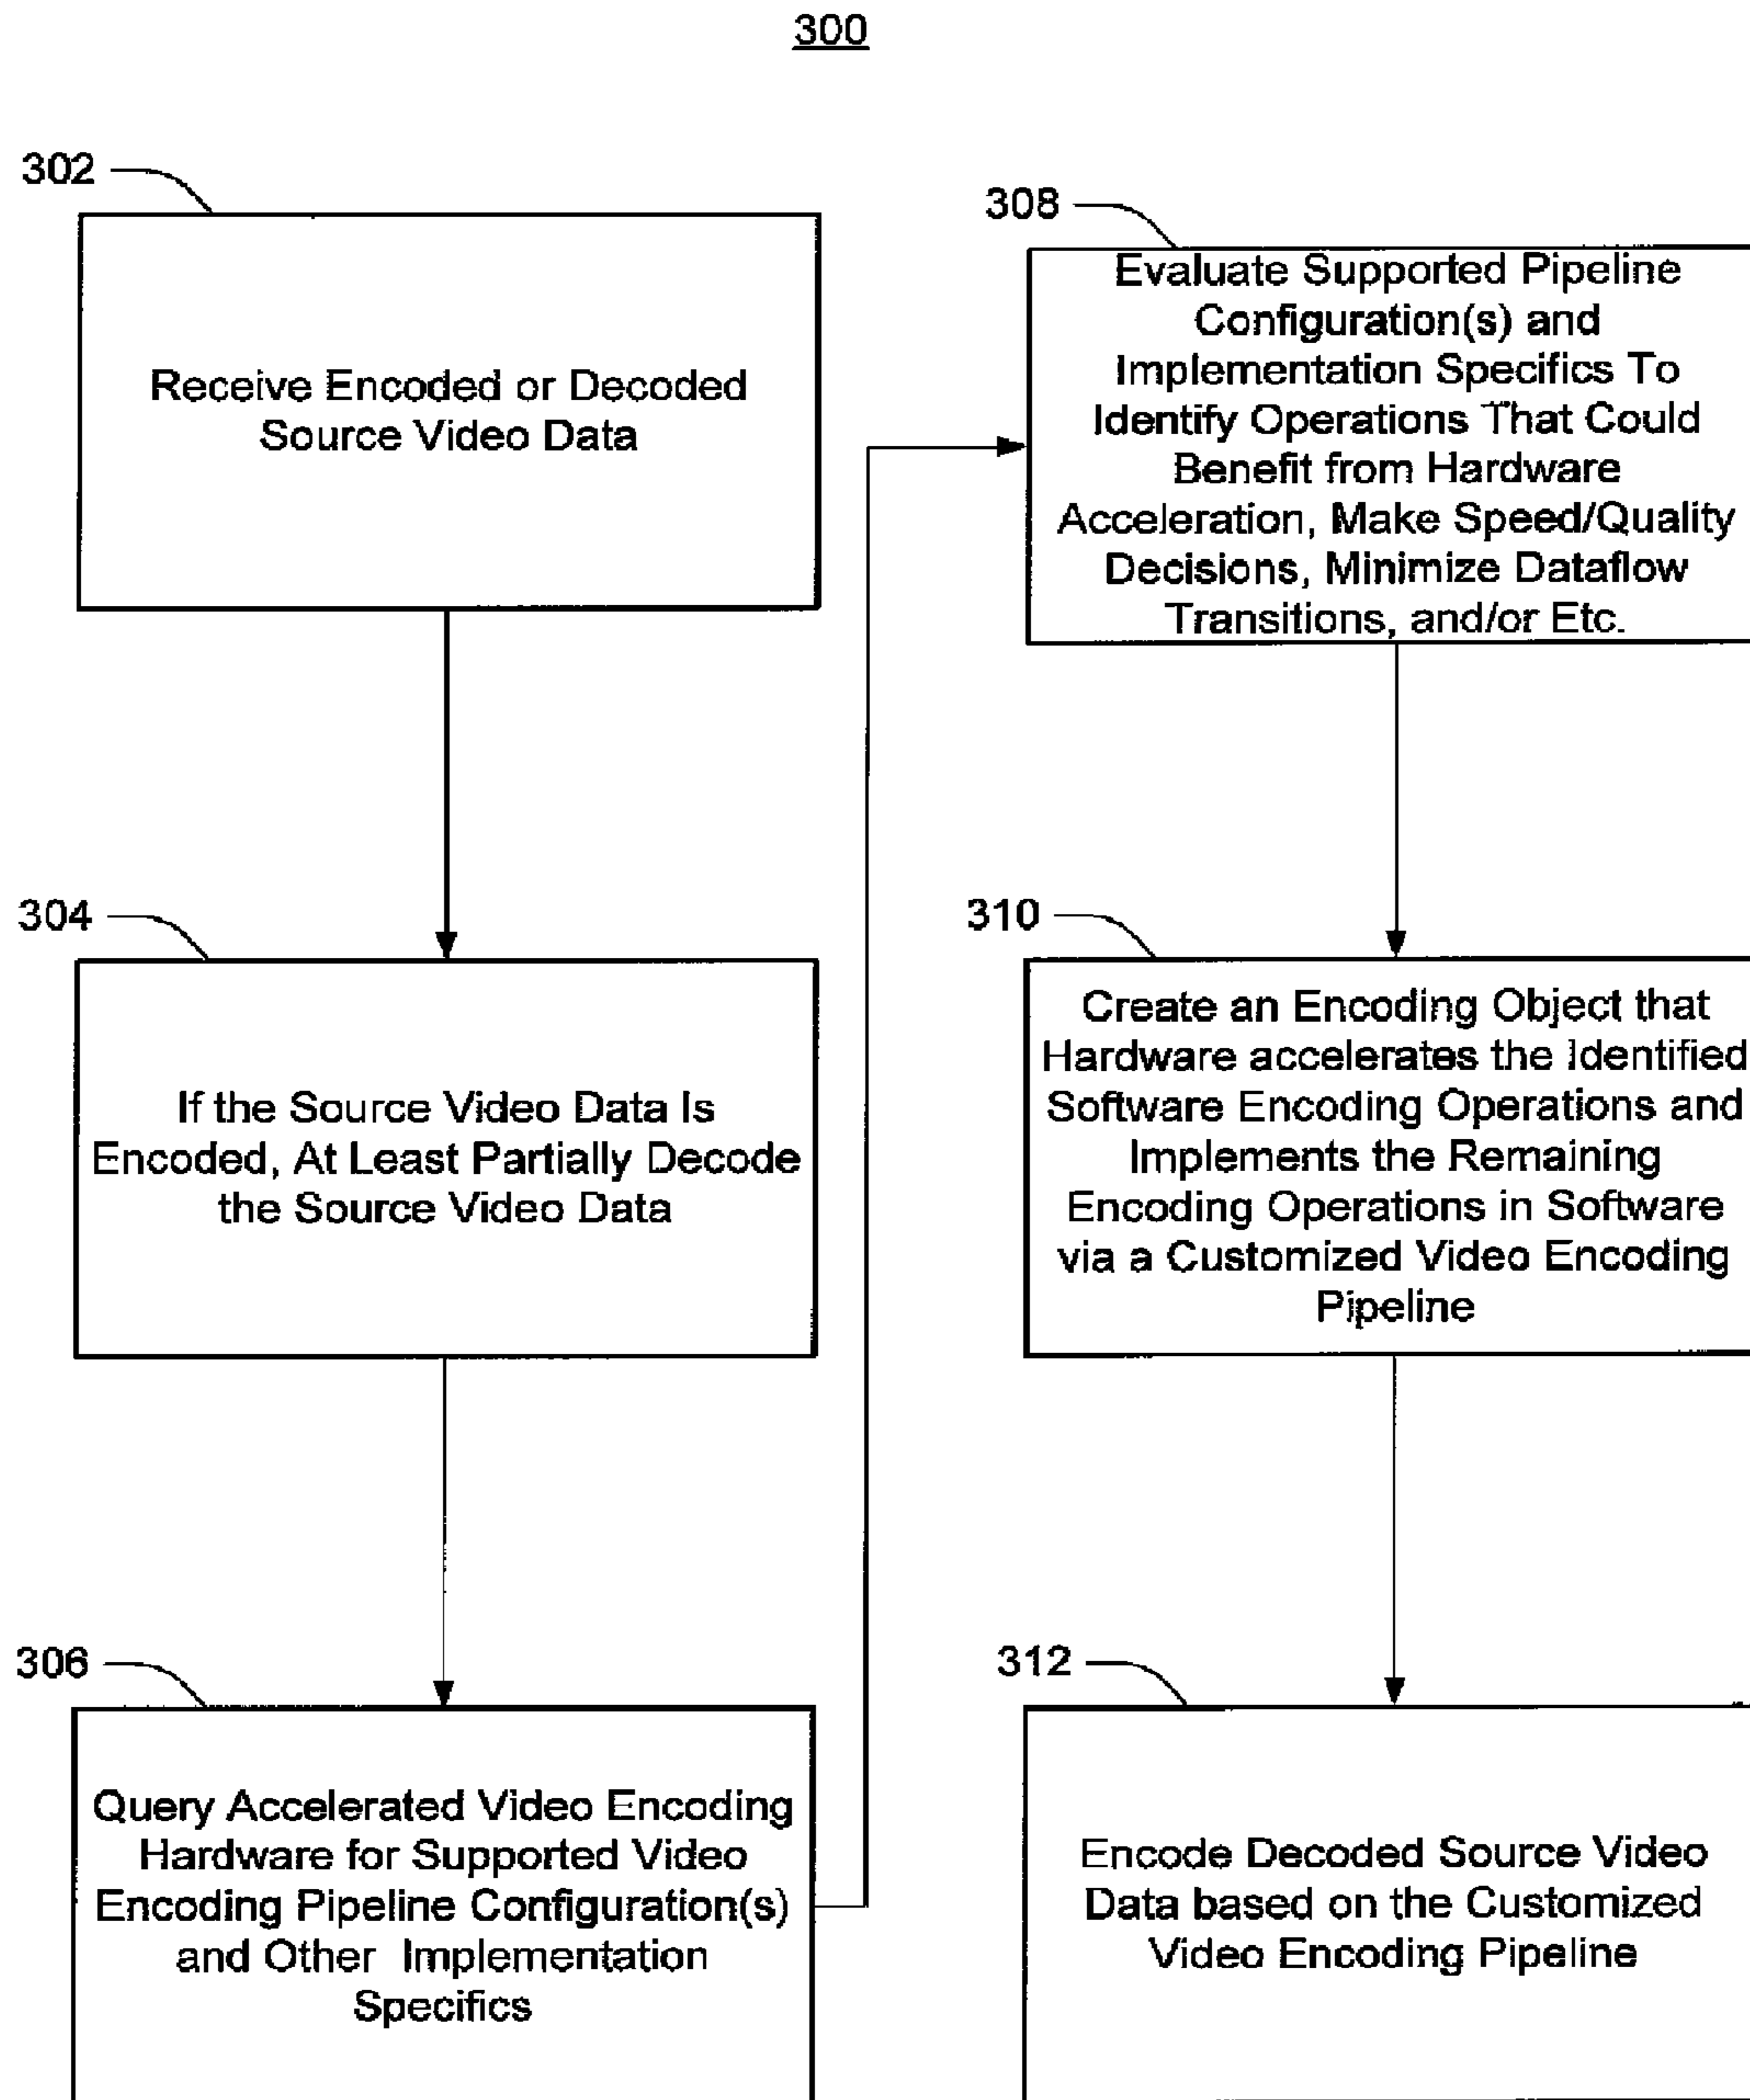 300
302
Receive Encoded or Decoded
Source Video Data
304
If the Source Video Data Is
Encoded, At Least Partially Decode
the Source Video Data
306
Query Accelerated Video Encoding
Hardware for Supported Video
Encoding Pipeline Configuration(s)
and Other Implementation
Specifics
308
Evaluate Supported Pipeline
Configuration(s) and
Implementation Specifics To
Identify Operations That Could
Benefit from Hardware
Acceleration, Make Speed/Quality
Decisions, Minimize Dataflow
Transitions, and/or Etc.
310
Create an Encoding Object that
Hardware accelerates the Identified
Software Encoding Operations and
Implements the Remaining
Encoding Operations in Software
via a Customized Video Encoding
Pipeline
312
Encode Decoded Source Video
Data based on the Customized
Video Encoding Pipeline